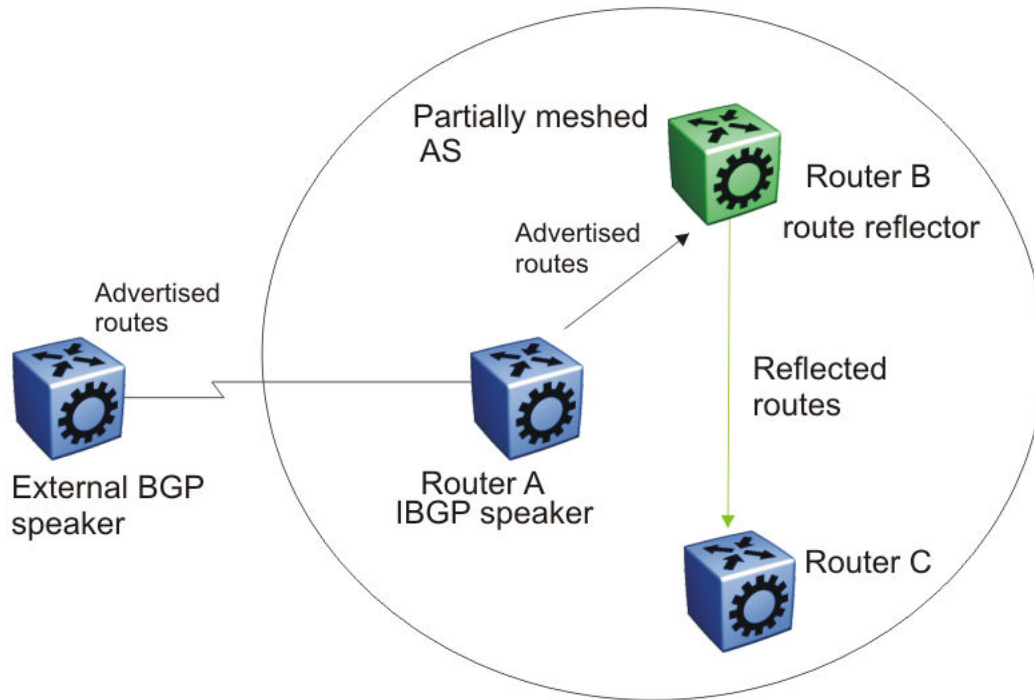 Partially meshed
AS
Router B
route reflector
Advertised
routes
Advertised
routes
Reflected
routes
External BGP
speaker
Router A
IBGP speaker
Router C